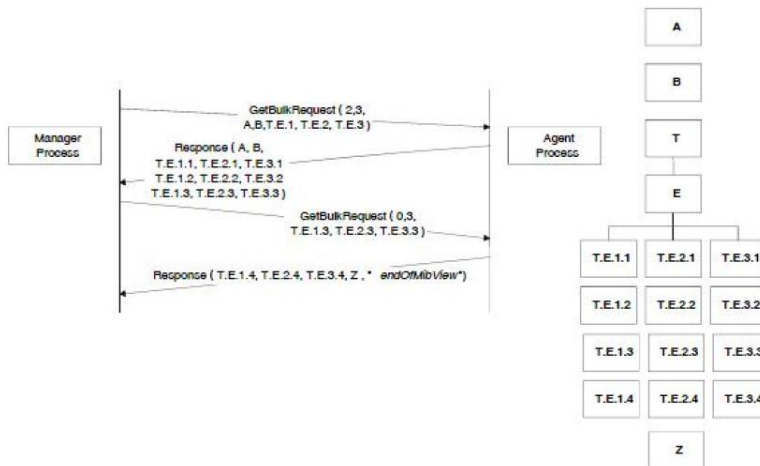 A
B
GetBulkRequest ( 2,3,
A,B,T.E.1, T.E.2, T.E.3 )
Manager
Process
Response ( A, B,
T.E.1.1, T.E.2.1, T.E.3.1
T.E.1.2, T.E.2.2, T.E.3.2
T.E.1.3, T.E.2.3, T.E.3.3 )
Agent
Process
T
E
GetBulkRequest ( 0,3,
T.E.1.3, T.E.2.3, T.E.3.3 )
Response ( T.E.1.4, T.E.2.4, T.E.3.4, Z , " endOfMibView")
T.E.1.1 T.E.2.1 T.E.3.1
T.E.1.2 T.E.2.2 T.E.3.2
T.E.1.3 T.E.2.3 T.E.3.3
T.E.1.4 T.E.2.4 T.E.3.4
Z